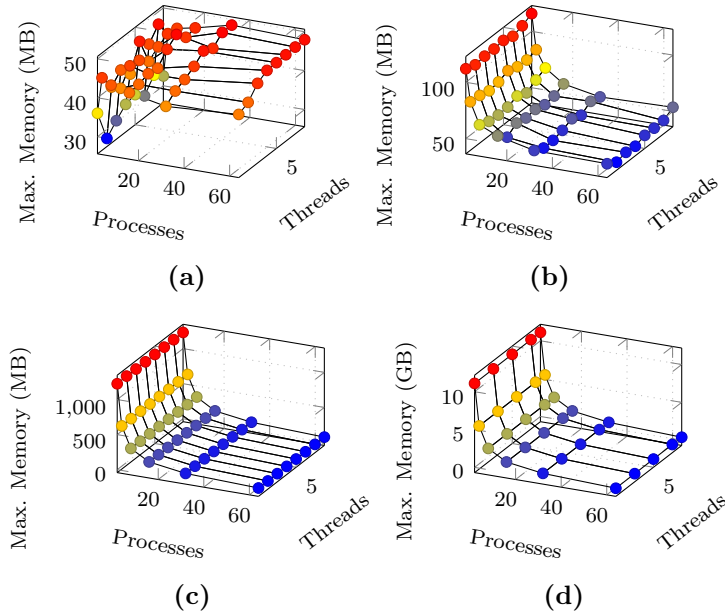 50
40
30
Max. Memory (MB)
20
40
60
5
Processes
Threads
(a)
100
50
Max. Memory (MB)
20
40
60
5
Processes
Threads
(b)
1,000
500
0
Max. Memory (MB)
20
40
60
5
Processes
Threads
(c)
10
5
0
Max. Memory (GB)
20
40
60
5
Processes
Threads
(d)